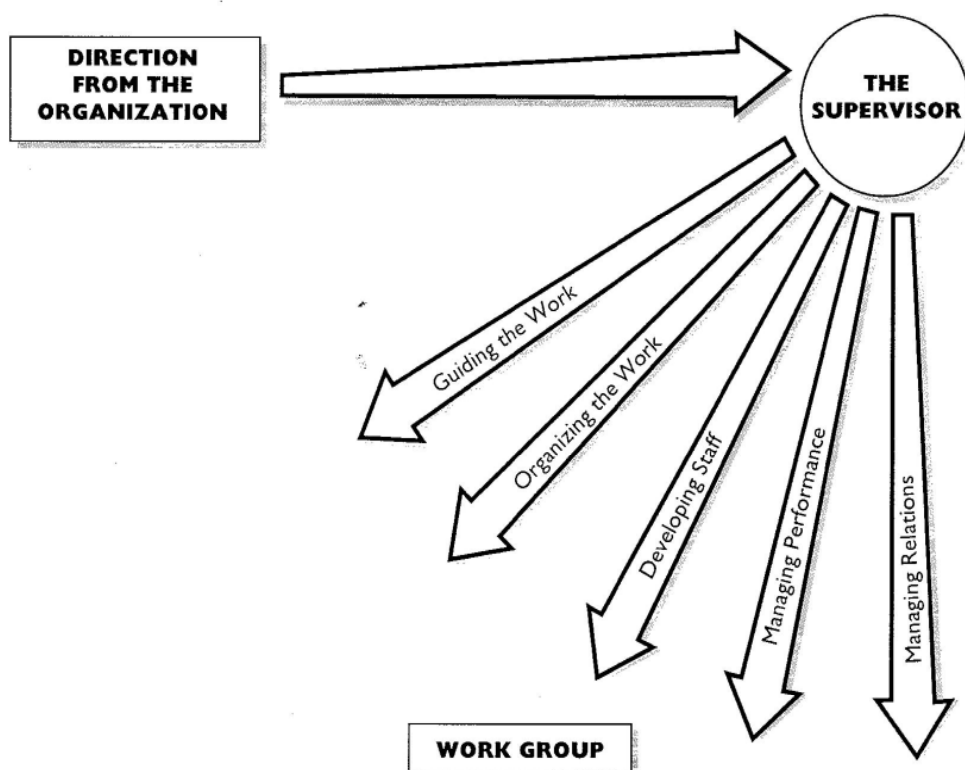 DIRECTION
FROM THE
ORGANIZATION
THE
SUPERVISOR
Guiding the Work
Organizing the Work
Developing Staff
Managing Performance
Managing Relations
WORK GROUP